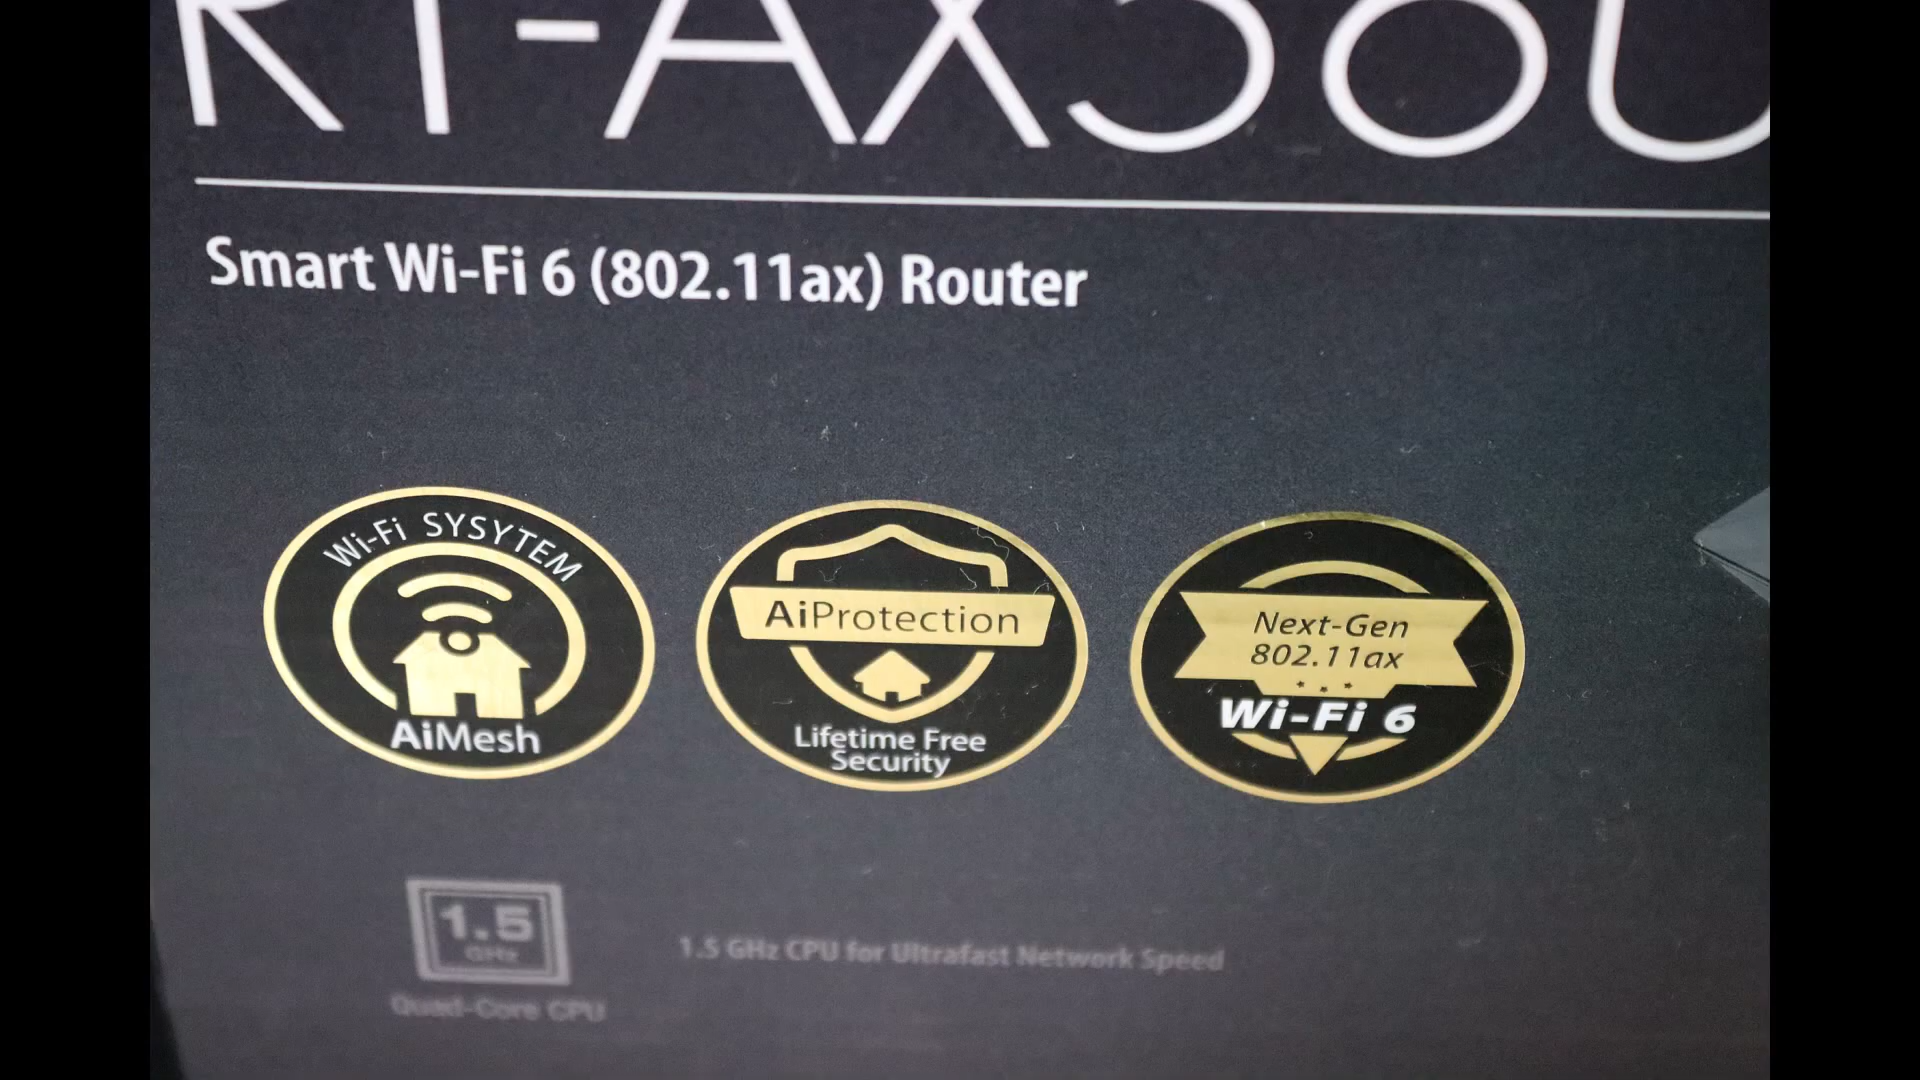 RT-AX58U
Smart Wi-Fi 6 (802.11ax) Router
Wi-Fi SYSYTEM
AiMesh
AiProtection
Lifetime Free
Security
Next-Gen
802.11ax
Wi-Fi 6
1.5
GHz
Quad-Core CPU
1.5 GHz CPU for Ultrafast Network Speed